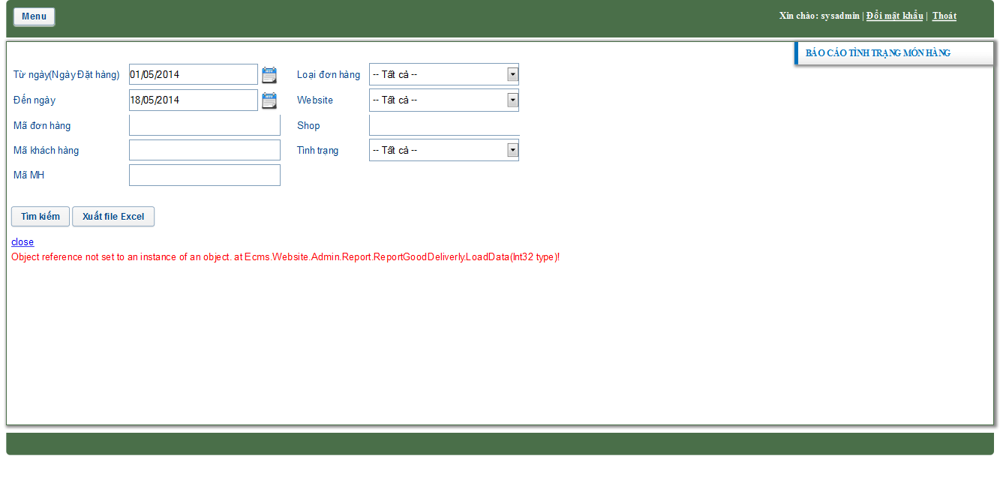 Menu
Xin chào: sysadmin | Đổi mật khẩu | Thoát
BÁO CÁO TÌNH TRẠNG MÓN HÀNG
Từ ngày(Ngày Đặt hàng) 01/05/2014 Loại đơn hàng -- Tất cả --
Đến ngày 18/05/2014 Website -- Tất cả --
Mã đơn hàng Shop
Mã khách hàng Tình trạng -- Tất cả --
Mã MH
Tìm kiếm Xuất file Excel
close
Object reference not set to an instance of an object. at Ecms.Website.Admin.Report.ReportGoodDeliverly.LoadData(Int32 type)!